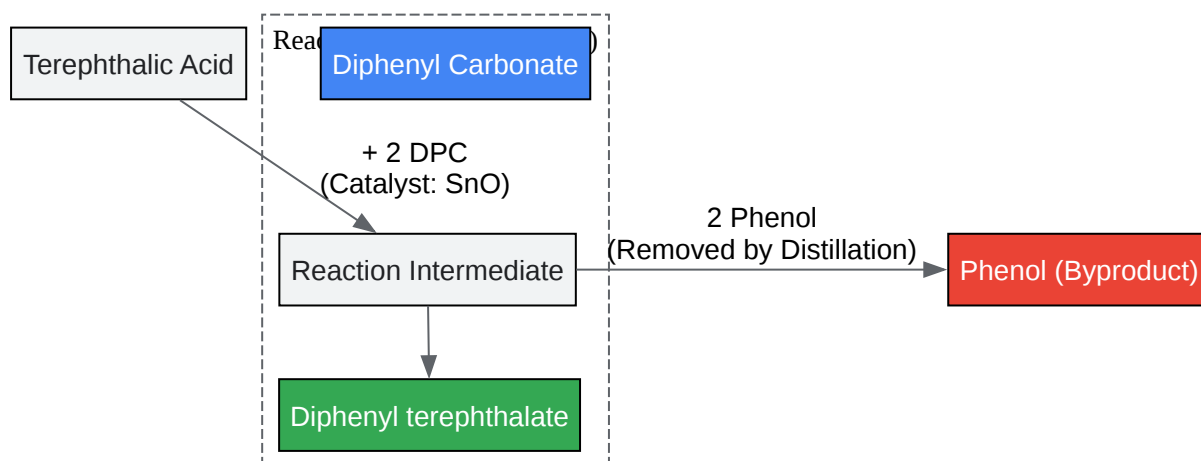 Terephthalic Acid
Diphenyl Carbonate
+ 2 DPC
(Catalyst: SnO)
2 Phenol
(Removed by Distillation)
Reaction Intermediate
Phenol (Byproduct)
Diphenyl terephthalate